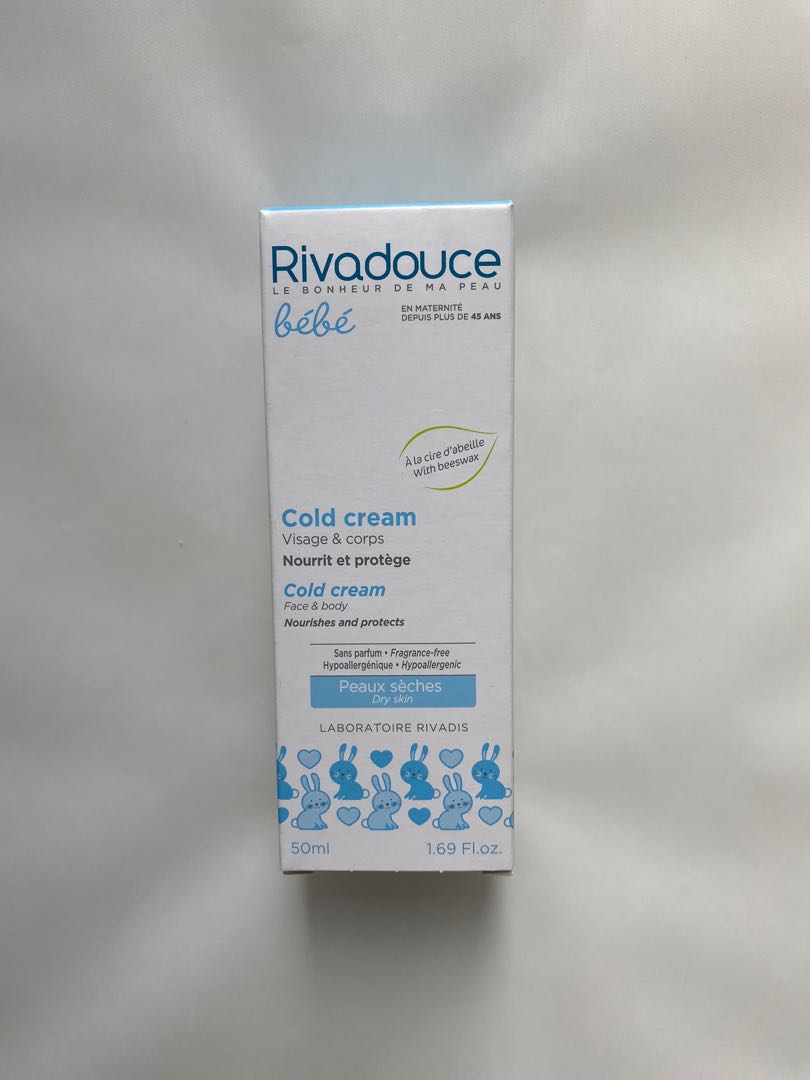 Rivadouce
LE BONHEUR DE MA PEAU
bébé
EN MATERNITÉ
DEPUIS PLUS DE 45 ANS
À la cire d'abeille
With beeswax
Cold cream
Visage & corps
Nourrit et protège
Cold cream
Face & body
Nourishes and protects
Sans parfum • Fragrance-free
Hypoallergénique • Hypoallergenic
Peaux sèches
Dry skin
LABORATOIRE RIVADIS
50ml 1.69 Fl.oz.